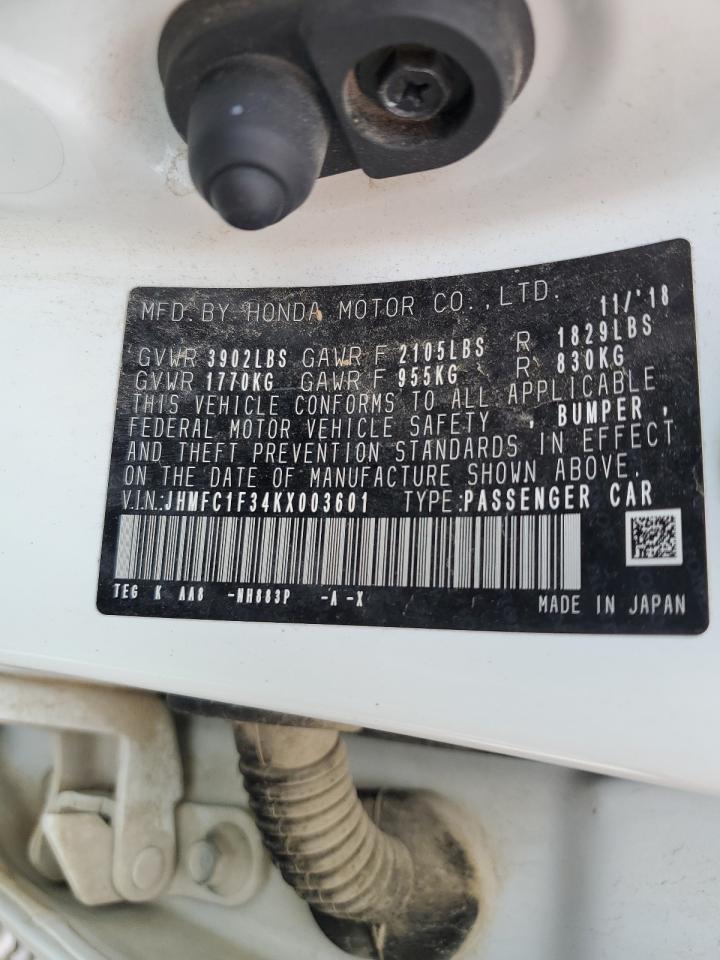 MFD. BY HONDA MOTOR CO.,LTD. 11/'18
GVWR 3902LBS GAWR F 2105LBS R 1829LBS
GVWR 1770KG GAWR F 955KG R 830KG
THIS VEHICLE CONFORMS TO ALL APPLICABLE
FEDERAL MOTOR VEHICLE SAFETY , BUMPER ,
AND THEFT PREVENTION STANDARDS IN EFFECT
ON THE DATE OF MANUFACTURE SHOWN ABOVE.
V.I.N.:JHMFC1F34KX003601 TYPE:PASSENGER CAR
TEG K AA8 -NH883P -A -X
MADE IN JAPAN